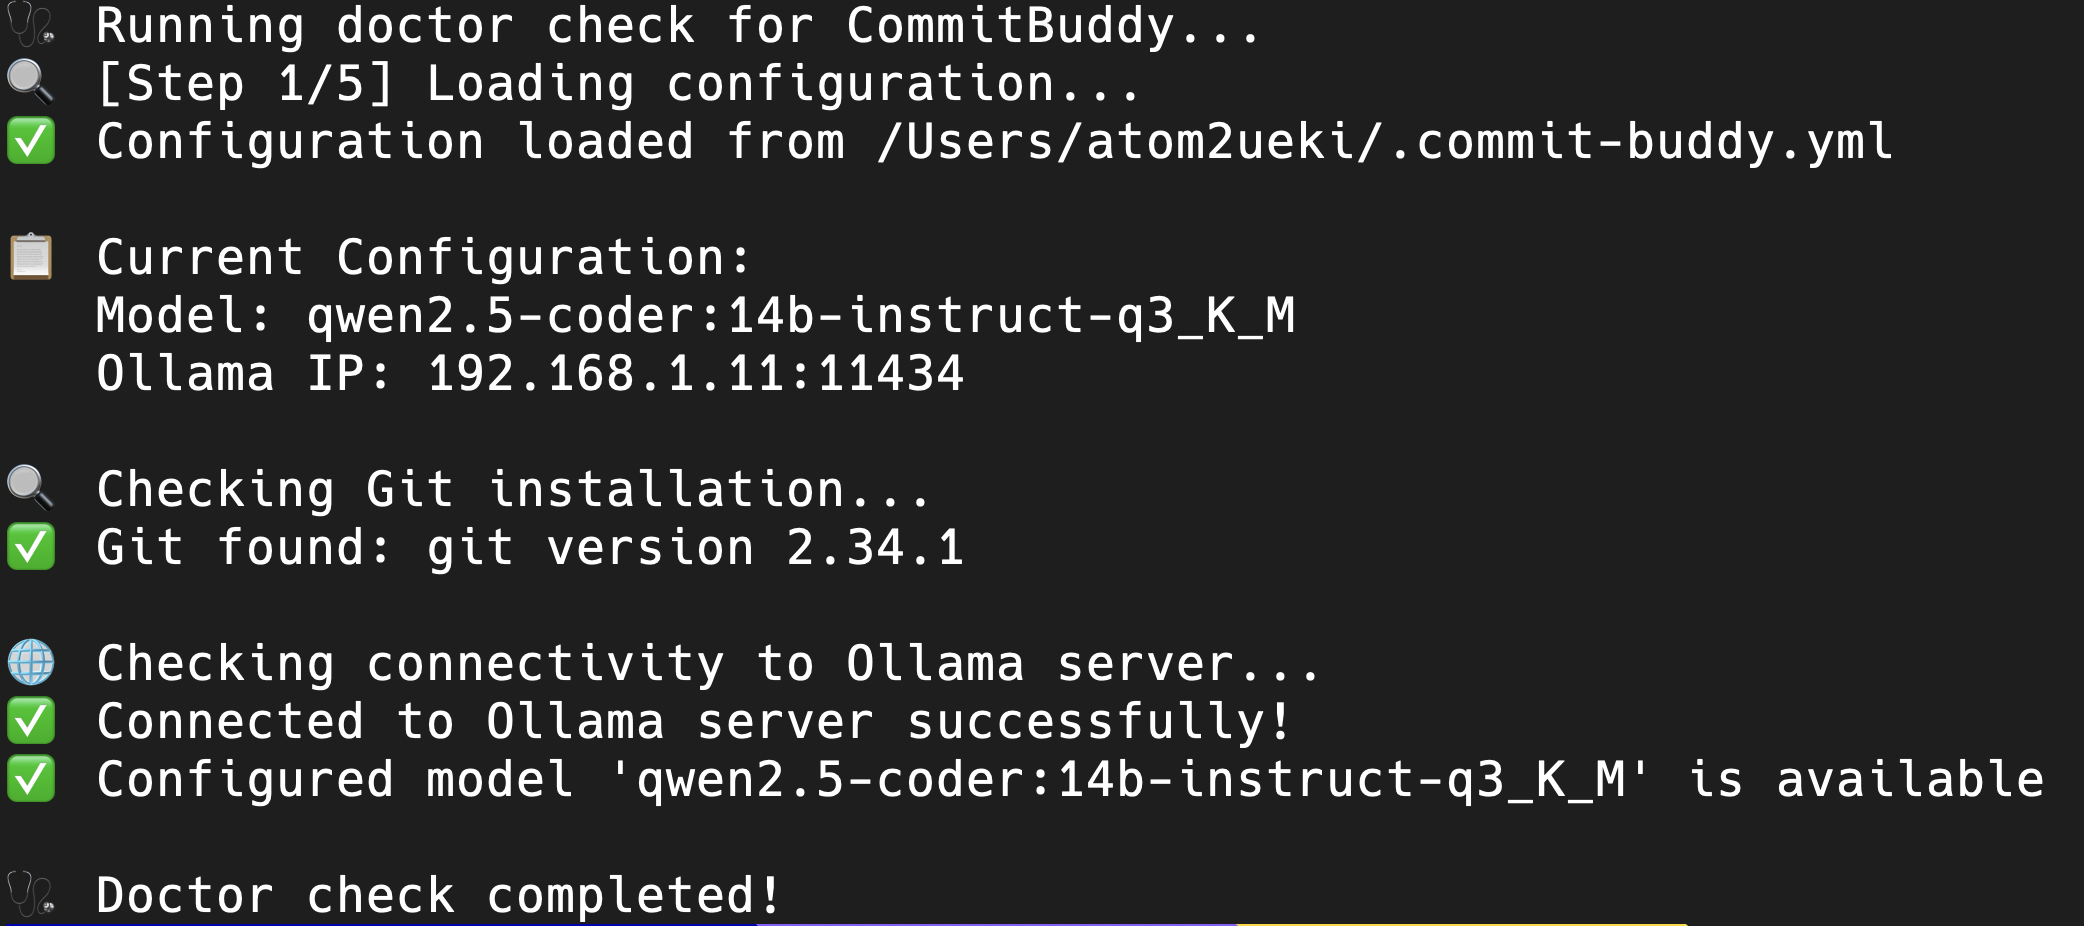 Running doctor check for CommitBuddy...
[Step 1/5] Loading configuration...
Configuration loaded from /Users/atom2ueki/.commit-buddy.yml
Current Configuration:
Model: qwen2.5-coder:14b-instruct-q3_K_M
Ollama IP: 192.168.1.11:11434
Checking Git installation...
Git found: git version 2.34.1
Checking connectivity to Ollama server...
Connected to Ollama server successfully!
Configured model 'qwen2.5-coder:14b-instruct-q3_K_M' is available
Doctor check completed!